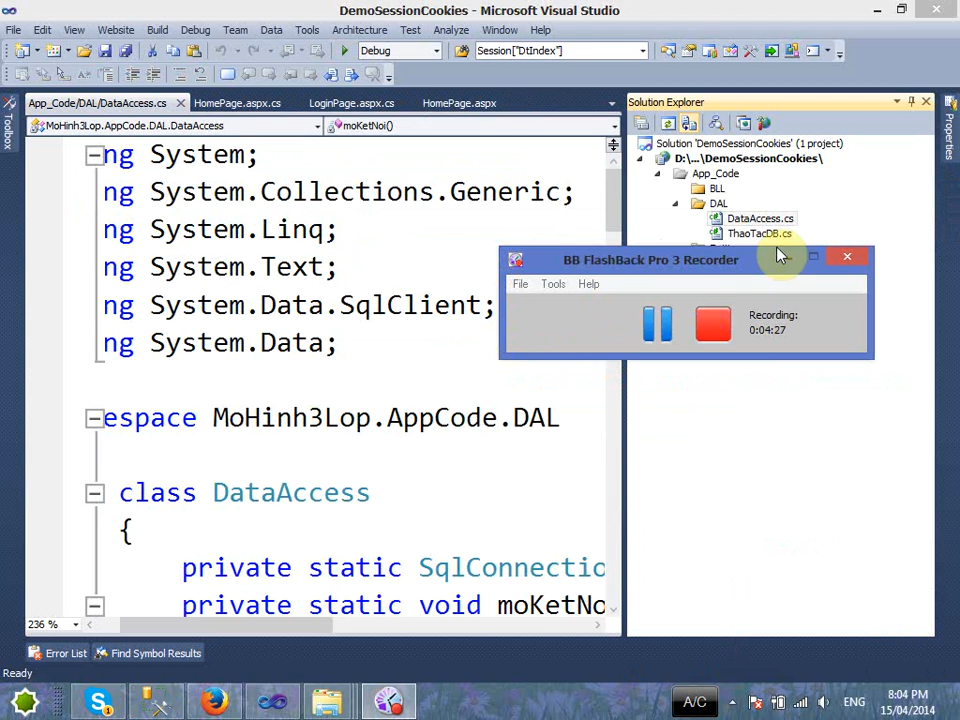 DemoSessionCookies - Microsoft Visual Studio
File Edit View Website Build Debug Team Data Tools Architecture Test Analyze Window Help
Debug Session["DtIndex"]
App_Code/DAL/DataAccess.cs HomePage.aspx.cs LoginPage.aspx.cs HomePage.aspx
MoHinh3Lop.AppCode.DAL.DataAccess moKetNoi()
Toolbox
ng System;
ng System.Collections.Generic;
ng System.Linq;
ng System.Text;
ng System.Data.SqlClient;
ng System.Data;
espace MoHinh3Lop.AppCode.DAL
class DataAccess
{
private static SqlConnectio
private static void moKetNo
236 %
Solution Explorer
Properties
Solution 'DemoSessionCookies' (1 project)
D:\...\DemoSessionCookies\
App_Code
BLL
DAL
DataAccess.cs
ThaoTacDB.cs
BB FlashBack Pro 3 Recorder
File Tools Help
Recording:
0:04:27
Error List Find Symbol Results
Ready
A/C
ENG
8:04 PM
15/04/2014